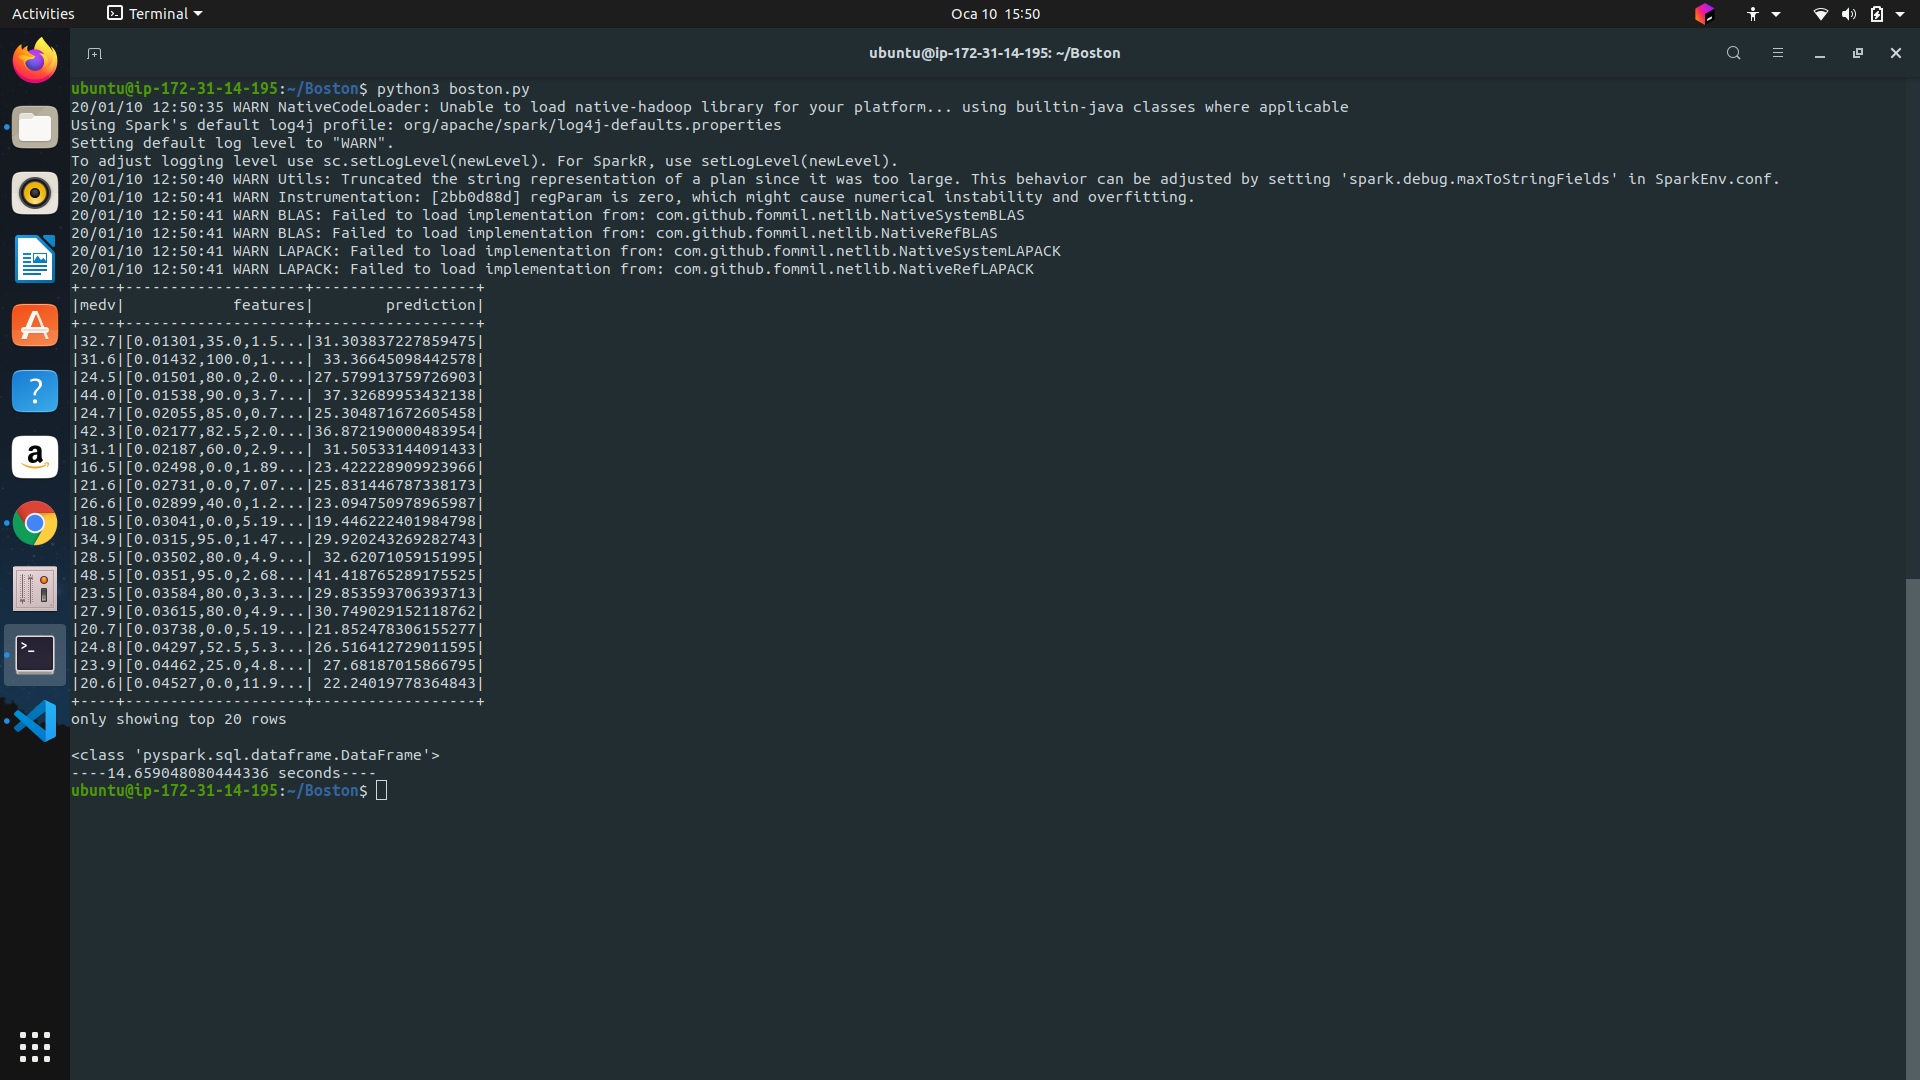 Activities
Terminal
Oca 10 15:50
ubuntu@ip-172-31-14-195: ~/Boston
ubuntu@ip-172-31-14-195:~/Boston$ python3 boston.py
20/01/10 12:50:35 WARN NativeCodeLoader: Unable to load native-hadoop library for your platform... using builtin-java classes where applicable
Using Spark's default log4j profile: org/apache/spark/log4j-defaults.properties
Setting default log level to "WARN".
To adjust logging level use sc.setLogLevel(newLevel). For SparkR, use setLogLevel(newLevel).
20/01/10 12:50:40 WARN Utils: Truncated the string representation of a plan since it was too large. This behavior can be adjusted by setting 'spark.debug.maxToStringFields' in SparkEnv.conf.
20/01/10 12:50:41 WARN Instrumentation: [2bb0d88d] regParam is zero, which might cause numerical instability and overfitting.
20/01/10 12:50:41 WARN BLAS: Failed to load implementation from: com.github.fommil.netlib.NativeSystemBLAS
20/01/10 12:50:41 WARN BLAS: Failed to load implementation from: com.github.fommil.netlib.NativeRefBLAS
20/01/10 12:50:41 WARN LAPACK: Failed to load implementation from: com.github.fommil.netlib.NativeSystemLAPACK
20/01/10 12:50:41 WARN LAPACK: Failed to load implementation from: com.github.fommil.netlib.NativeRefLAPACK
+----+--------------------+------------------+
|medv|            features|        prediction|
+----+--------------------+------------------+
|32.7|[0.01301,35.0,1.5...|31.303837227859475|
|31.6|[0.01432,100.0,1....| 33.36645098442578|
|24.5|[0.01501,80.0,2.0...|27.579913759726903|
|44.0|[0.01538,90.0,3.7...| 37.32689953432138|
|24.7|[0.02055,85.0,0.7...|25.304871672605458|
|42.3|[0.02177,82.5,2.0...|36.872190000483954|
|31.1|[0.02187,60.0,2.9...| 31.50533144091433|
|16.5|[0.02498,0.0,1.89...|23.422228909923966|
|21.6|[0.02731,0.0,7.07...|25.831446787338173|
|26.6|[0.02899,40.0,1.2...|23.094750978965987|
|18.5|[0.03041,0.0,5.19...|19.446222401984798|
|34.9|[0.0315,95.0,1.47...|29.920243269282743|
|28.5|[0.03502,80.0,4.9...| 32.62071059151995|
|48.5|[0.0351,95.0,2.68...|41.418765289175525|
|23.5|[0.03584,80.0,3.3...|29.853593706393713|
|27.9|[0.03615,80.0,4.9...|30.749029152118762|
|20.7|[0.03738,0.0,5.19...|21.852478306155277|
|24.8|[0.04297,52.5,5.3...|26.516412729011595|
|23.9|[0.04462,25.0,4.8...| 27.68187015866795|
|20.6|[0.04527,0.0,11.9...| 22.24019778364843|
+----+--------------------+------------------+
only showing top 20 rows
<class 'pyspark.sql.dataframe.DataFrame'>
----14.659048080444336 seconds----
ubuntu@ip-172-31-14-195:~/Boston$